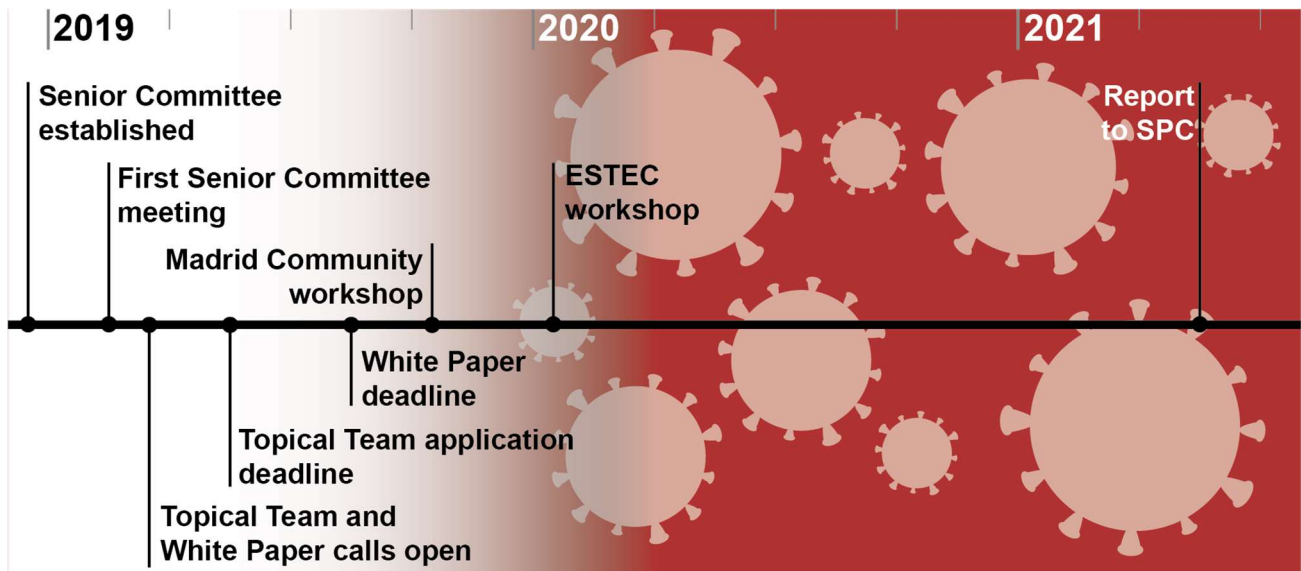 2019
2020
2021
Senior Committee
established
Report
to SPC
First Senior Committee
meeting
ESTEC
workshop
Madrid Community
workshop
White Paper
deadline
Topical Team application
deadline
Topical Team and
White Paper calls open